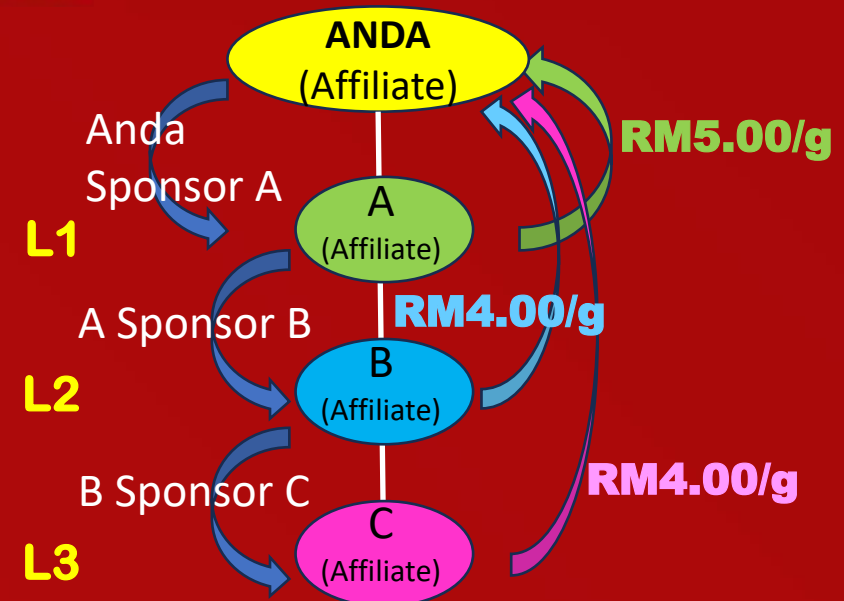 ANDA
(Affiliate)
Anda
Sponsor A
RM5.00/g
L1
A
(Affiliate)
A Sponsor B
RM4.00/g
L2
B
(Affiliate)
B Sponsor C
RM4.00/g
L3
C
(Affiliate)